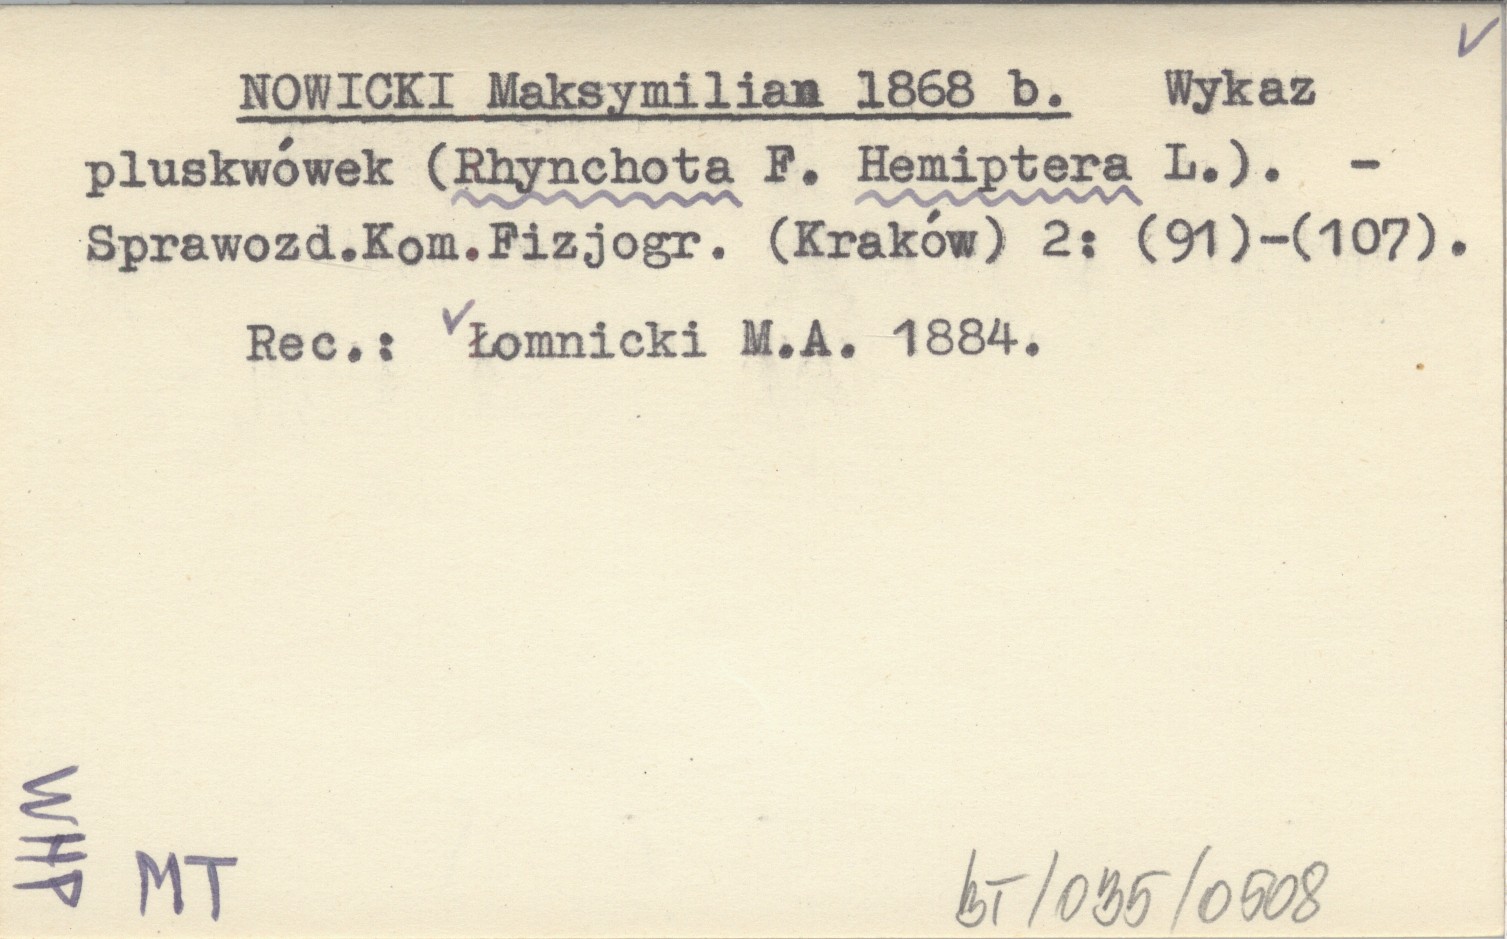 NOWICKI Maksymilian 1868 b. Wykaz
pluskwówek (Rhynchota F. Hemiptera L.). -
Sprawozd.Kom.Fizjogr. (Kraków) 2: (91)-(107).
Rec.: Łomnicki M.A. 1884.
WHP
MT
BT/035/0508